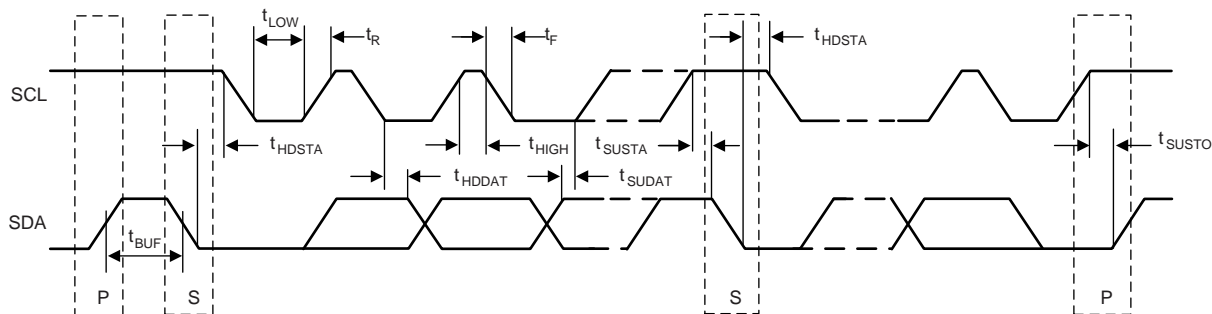 tLOW
tR
tF
tHDSTA
SCL
tHDSTA
tHIGH
tSUSTA
tSUSTO
tHDDAT
tSUDAT
SDA
tBUF
P
S
S
P